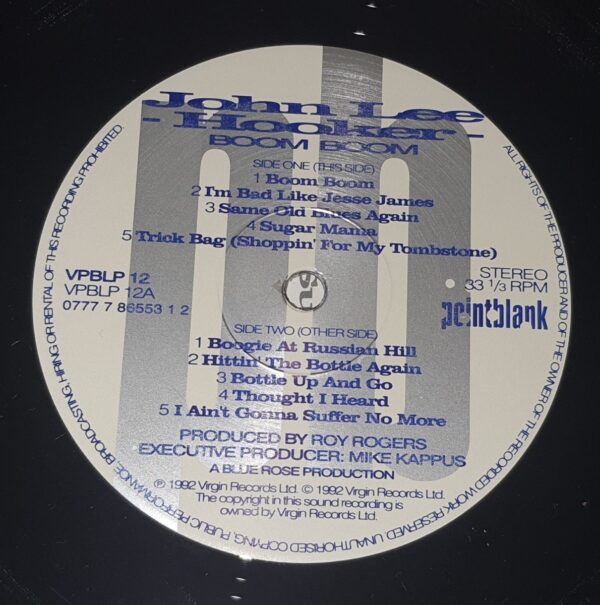 John Lee
- Hooker -
BOOM BOOM
SIDE ONE (THIS SIDE)
1 Boom Boom
2 I'm Bad Like Jesse James
3 Same Old Blues Again
4 Sugar Mama
5 Trick Bag (Shoppin' For My Tombstone)
VPBLP 12
VPBLP 12A
0777 7 86553 1 2
STEREO
33 1/3 RPM
pointblank
SIDE TWO (OTHER SIDE)
1 Boogie At Russian Hill
2 Hittin' The Bottle Again
3 Bottle Up And Go
4 Thought I Heard
5 I Ain't Gonna Suffer No More
PRODUCED BY ROY ROGERS
EXECUTIVE PRODUCER: MIKE KAPPUS
A BLUE ROSE PRODUCTION
℗ 1992 Virgin Records Ltd. © 1992 Virgin Records Ltd.
The copyright in this sound recording is
owned by Virgin Records Ltd.
ALL RIGHTS OF THE PRODUCER AND OF THE OWNER OF THE RECORDED WORK RESERVED. UNAUTHORISED COPYING, PUBLIC PERFORMANCE, BROADCASTING, HIRING OR RENTAL OF THIS RECORDING PROHIBITED.